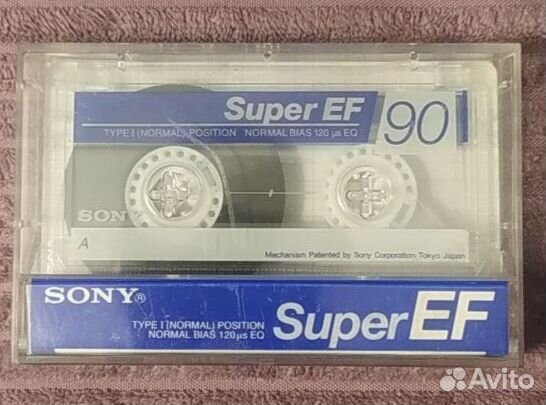 Super EF 90
TYPE I (NORMAL) POSITION NORMAL BIAS 120 µs EQ
SONY
A
Mechanism Patented by Sony Corporation Tokyo Japan
SONY®
TYPE I (NORMAL) POSITION
NORMAL BIAS 120 µs EQ
Super EF
Avito